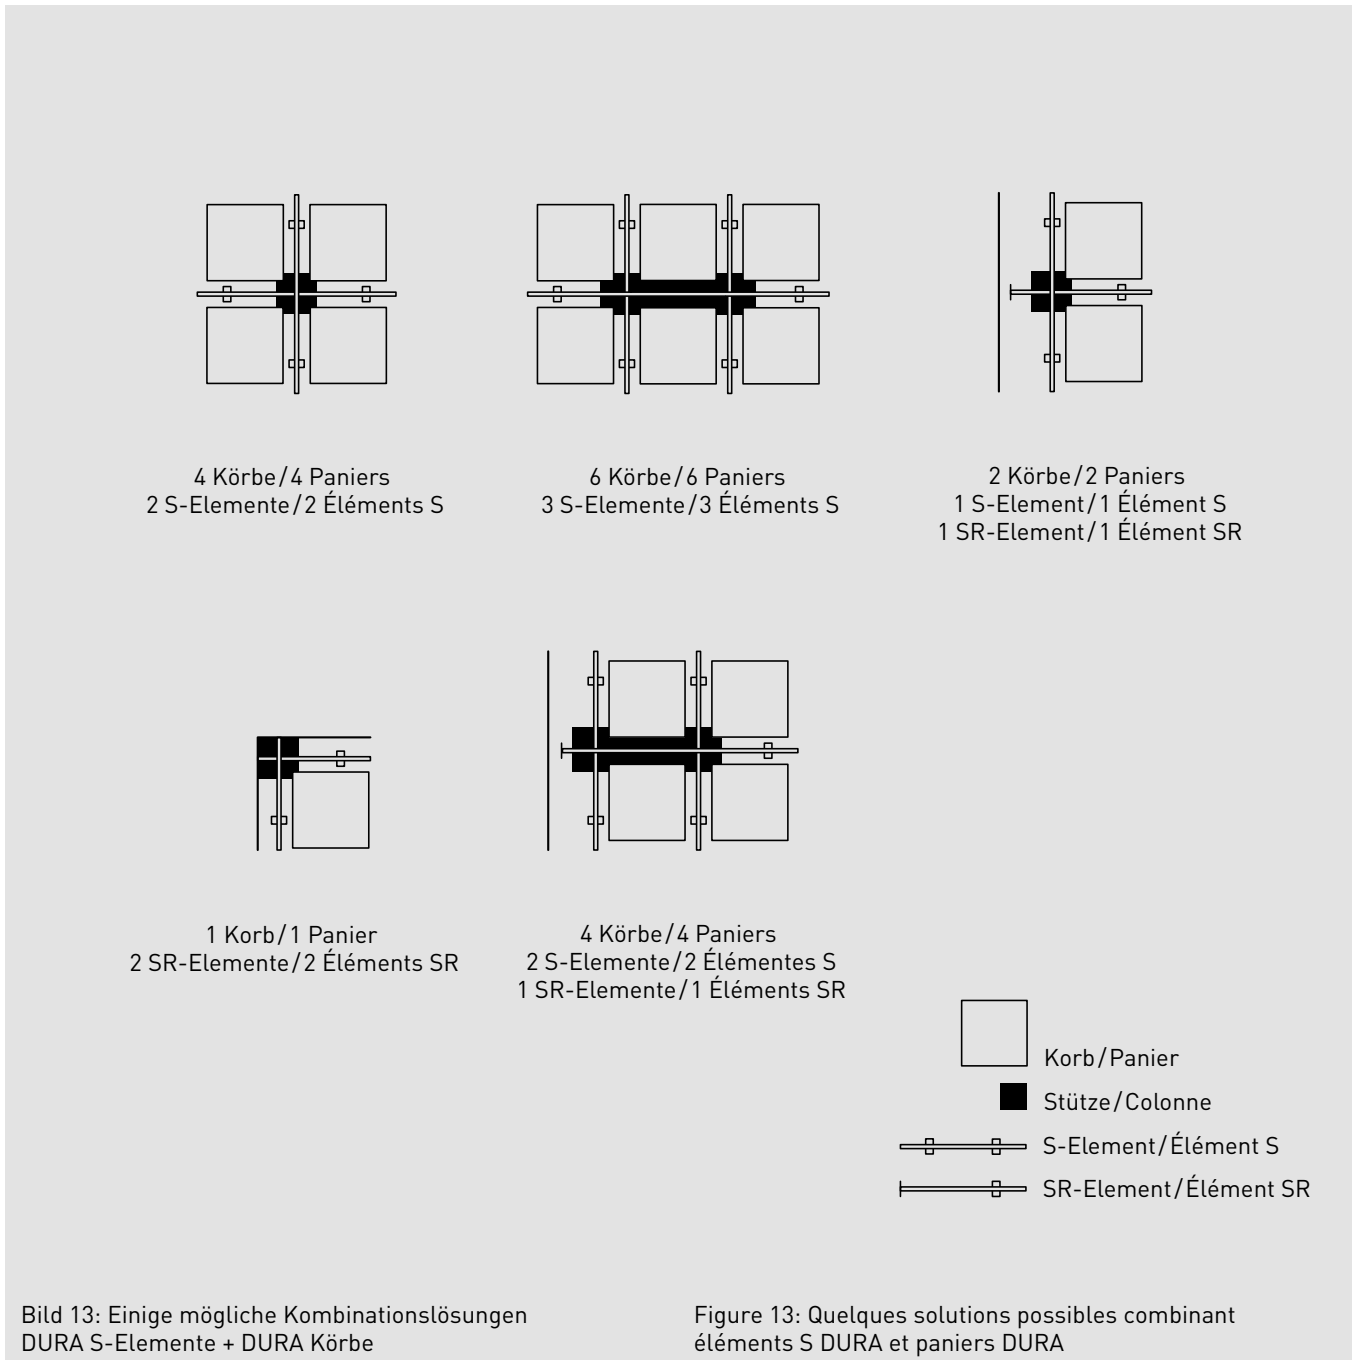 4 Körbe/4 Paniers
2 S-Elemente/2 Éléments S
6 Körbe/6 Paniers
3 S-Elemente/3 Éléments S
2 Körbe/2 Paniers
1 S-Element/1 Élément S
1 SR-Element/1 Élément SR
1 Korb/1 Panier
2 SR-Elemente/2 Éléments SR
4 Körbe/4 Paniers
2 S-Elemente/2 Élémentes S
1 SR-Elemente/1 Éléments SR
Korb/Panier
Stütze/Colonne
S-Element/Élément S
SR-Element/Élément SR
Bild 13: Einige mögliche Kombinationslösungen
DURA S-Elemente + DURA Körbe
Figure 13: Quelques solutions possibles combinant
éléments S DURA et paniers DURA